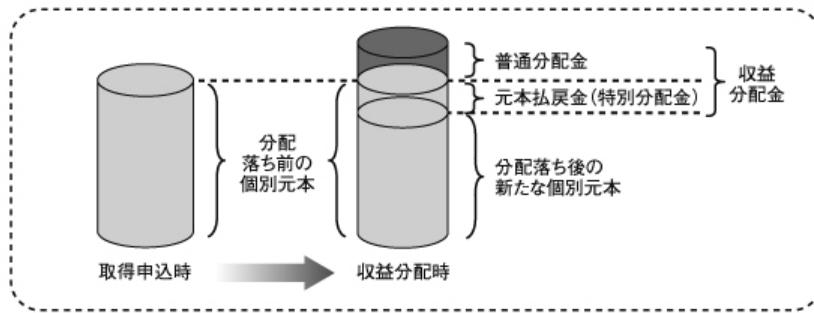 普通分配金
元本払戻金(特別分配金)
収益
分配金
分配
落ち前の
個別元本
分配落ち後の
新たな個別元本
取得申込時
収益分配時